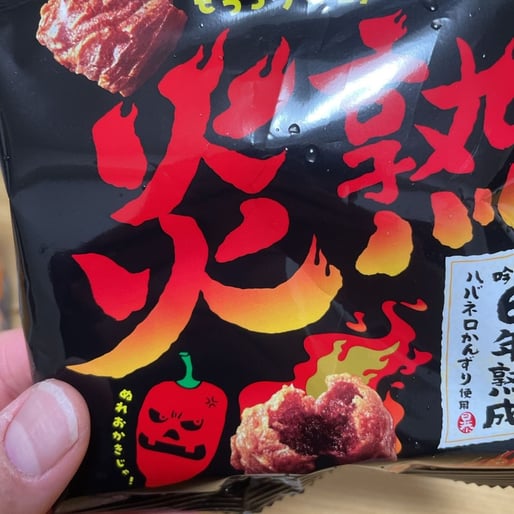 炎熟
吟
6年熟成
ハバネロかんずり使用
ぬれおかきじゃ!